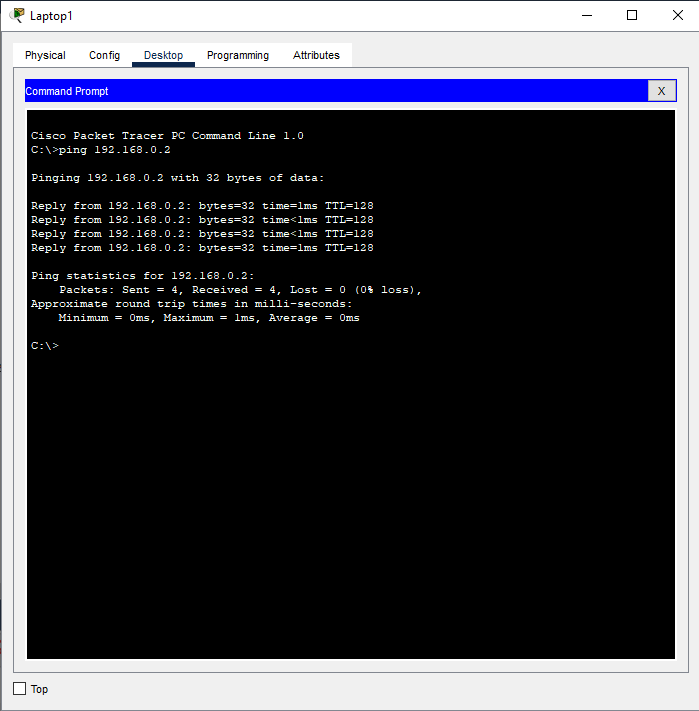 Laptop1
Physical Config Desktop Programming Attributes
Command Prompt X
Cisco Packet Tracer PC Command Line 1.0
C:\>ping 192.168.0.2
Pinging 192.168.0.2 with 32 bytes of data:
Reply from 192.168.0.2: bytes=32 time=1ms TTL=128
Reply from 192.168.0.2: bytes=32 time<1ms TTL=128
Reply from 192.168.0.2: bytes=32 time<1ms TTL=128
Reply from 192.168.0.2: bytes=32 time=1ms TTL=128
Ping statistics for 192.168.0.2:
Packets: Sent = 4, Received = 4, Lost = 0 (0% loss),
Approximate round trip times in milli-seconds:
Minimum = 0ms, Maximum = 1ms, Average = 0ms
C:\>
Top